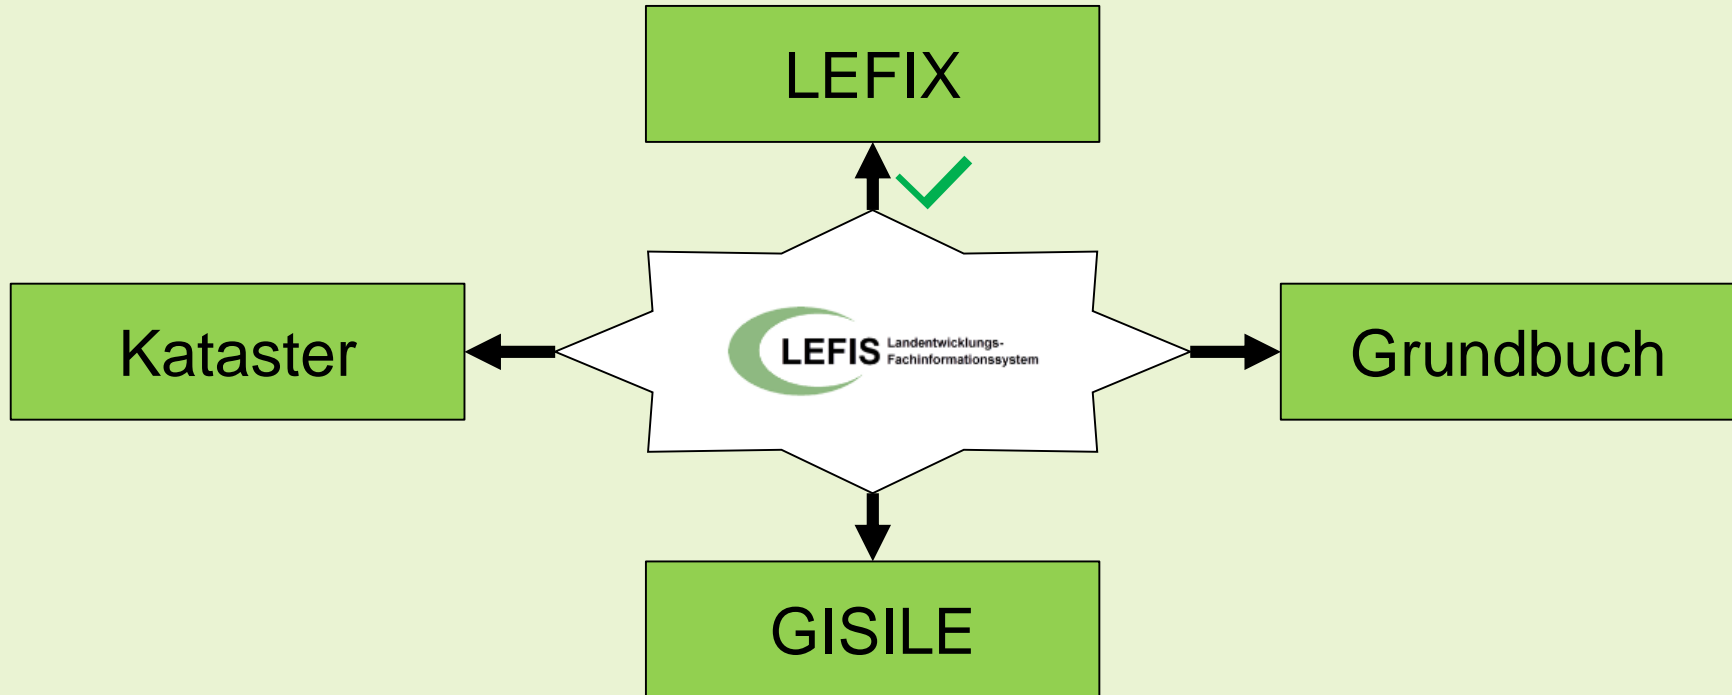 LEFIX
Kataster
LEFIS
Landentwicklungs-
Fachinformationssystem
Grundbuch
GISILE